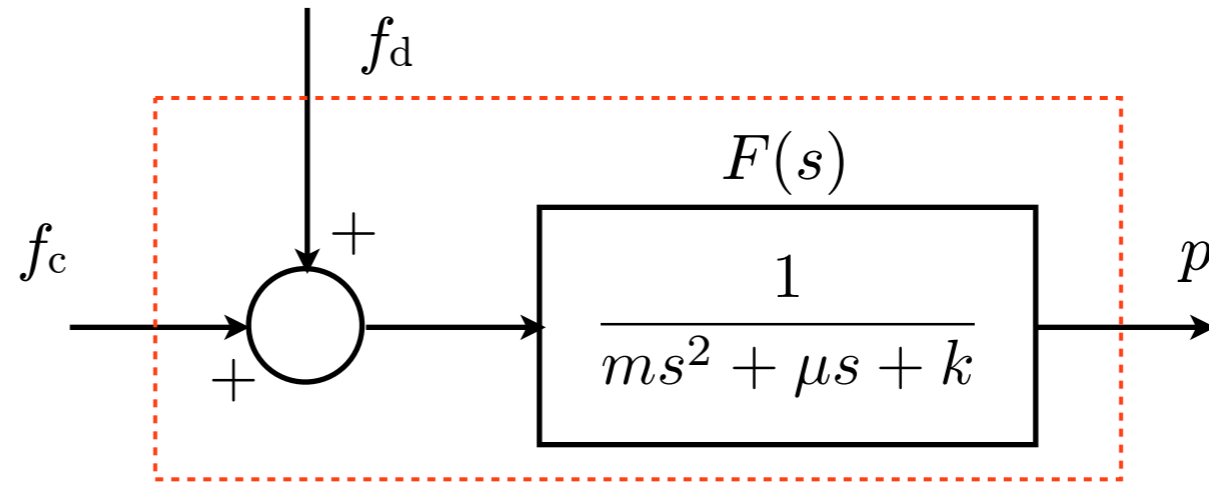 f_d
F(s)
+
f_c
1
p
ms^2 + μs + k
+